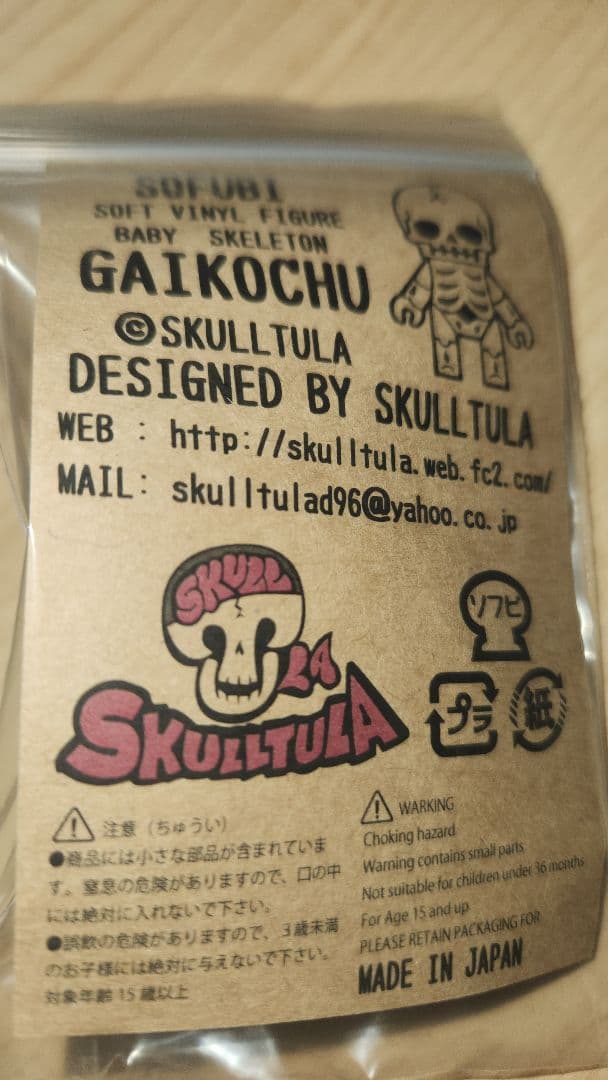 SOFUBI
SOFT VINYL FIGURE
BABY SKELETON
GAIKOCHU
©SKULLTULA
DESIGNED BY SKULLTULA
WEB : http://skulltula.web.fc2.com/
MAIL: skulltulad96@yahoo.co.jp
SKULL
LA
SKULLTULA
ソフビ
プラ
紙
注意（ちゅうい）
●商品には小さな部品が含まれていま
す。窒息の危険がありますので、口の中
には絶対に入れないで下さい。
●誤飲の危険がありますので、3歳未満
のお子様には絶対に与えないで下さい。
対象年齢15歳以上
WARNING
Choking hazard
Warning contains small parts
Not suitable for children under 36 months
For Age 15 and up
PLEASE RETAIN PACKAGING FOR
MADE IN JAPAN